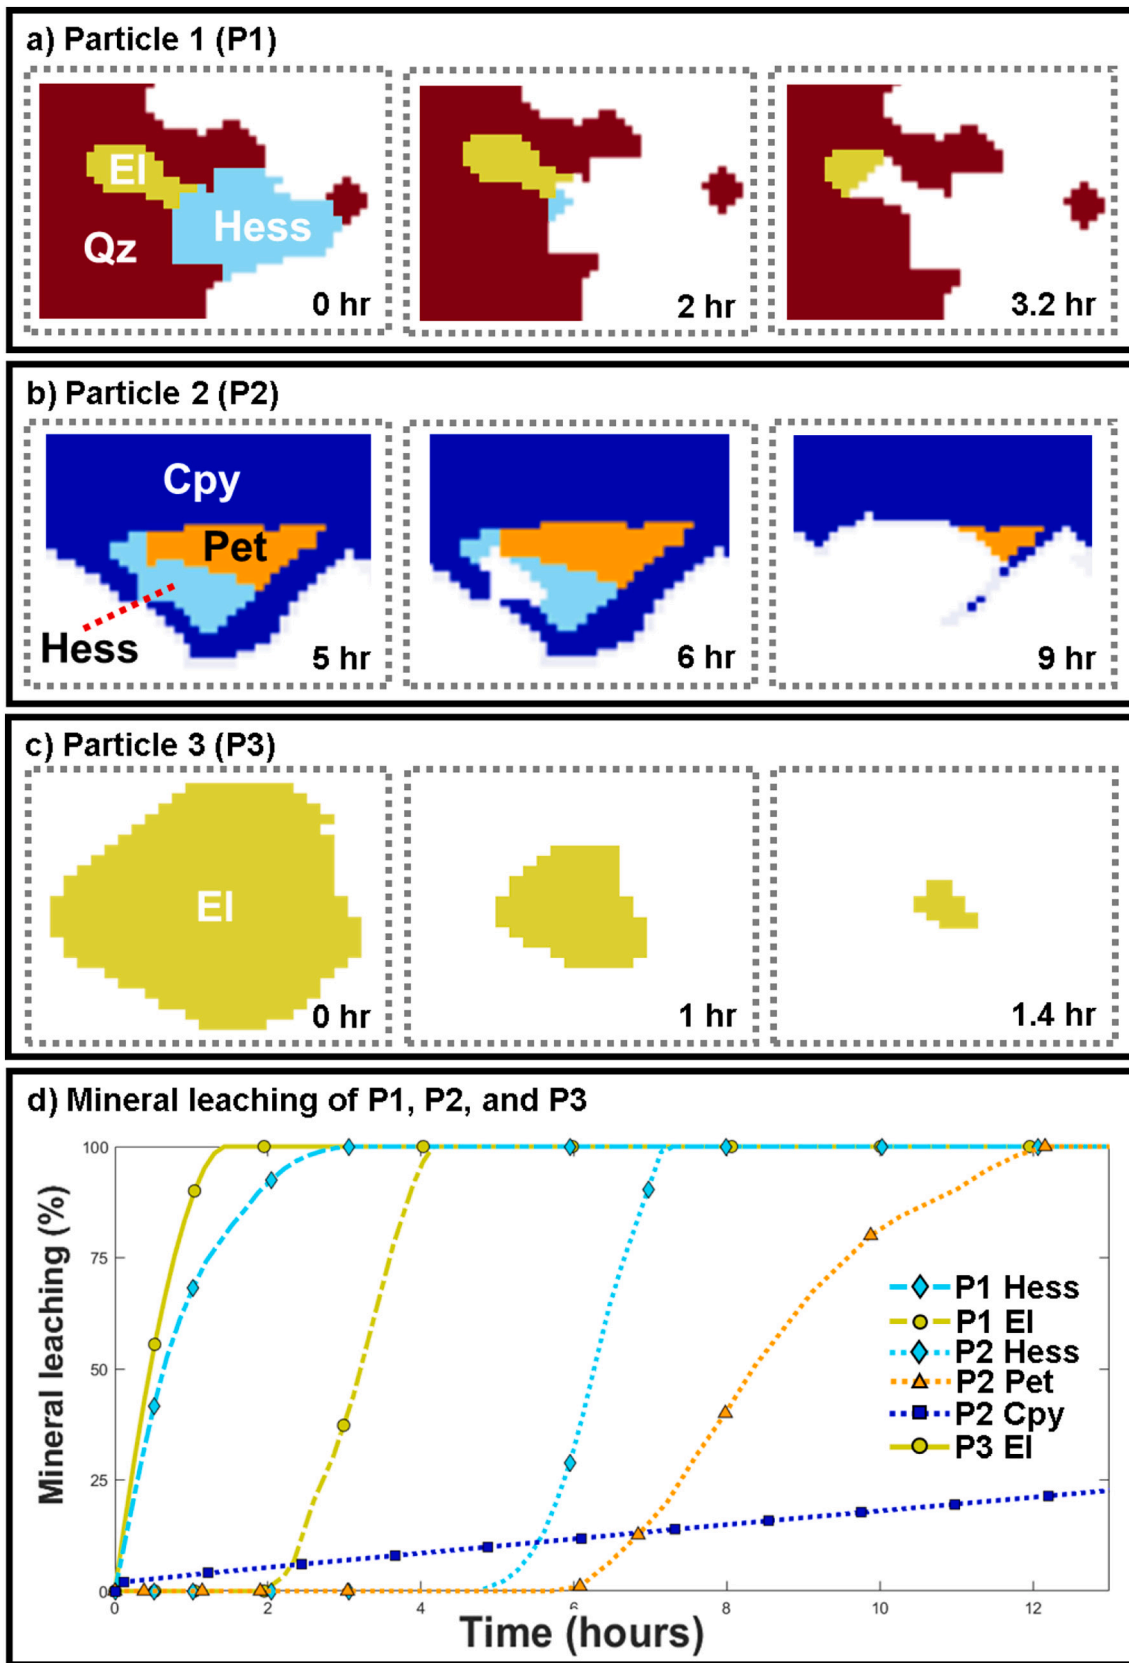 a) Particle 1 (P1)
El
Hess
Qz
0 hr
2 hr
3.2 hr
b) Particle 2 (P2)
Cpy
Pet
Hess
5 hr
6 hr
9 hr
c) Particle 3 (P3)
El
0 hr
1 hr
1.4 hr
d) Mineral leaching of P1, P2, and P3
Mineral leaching (%)
100
75
50
25
0
0 2 4 6 8 10 12
Time (hours)
P1 Hess
P1 El
P2 Hess
P2 Pet
P2 Cpy
P3 El